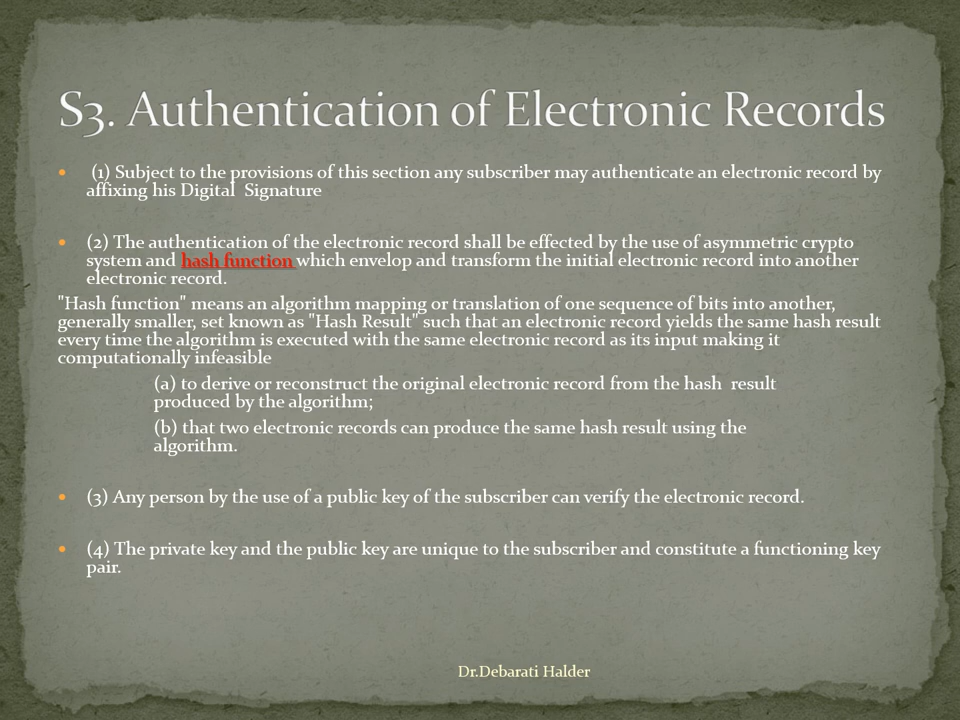 S3. Authentication of Electronic Records
• (1) Subject to the provisions of this section any subscriber may authenticate an electronic record by
affixing his Digital Signature
• (2) The authentication of the electronic record shall be effected by the use of asymmetric crypto
system and hash function which envelop and transform the initial electronic record into another
electronic record.
"Hash function" means an algorithm mapping or translation of one sequence of bits into another,
generally smaller, set known as "Hash Result" such that an electronic record yields the same hash result
every time the algorithm is executed with the same electronic record as its input making it
computationally infeasible
(a) to derive or reconstruct the original electronic record from the hash result
produced by the algorithm;
(b) that two electronic records can produce the same hash result using the
algorithm.
• (3) Any person by the use of a public key of the subscriber can verify the electronic record.
• (4) The private key and the public key are unique to the subscriber and constitute a functioning key
pair.
Dr.Debarati Halder